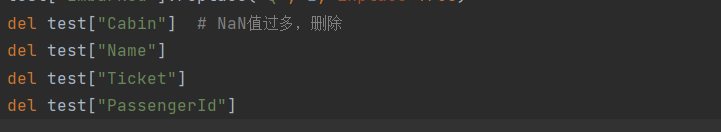 del test["Cabin"]  # NaN值过多，删除
del test["Name"]
del test["Ticket"]
del test["PassengerId"]